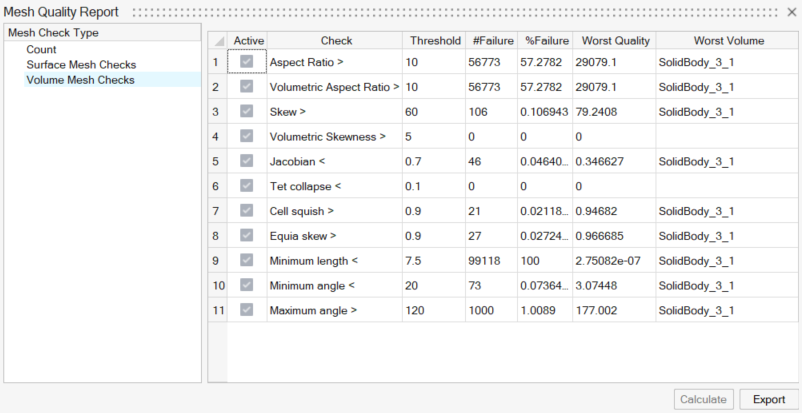 Mesh Quality Report
Mesh Check Type
Count
Surface Mesh Checks
Volume Mesh Checks
Active Check Threshold #Failure %Failure Worst Quality Worst Volume
1 Aspect Ratio > 10 56773 57.2782 29079.1 SolidBody_3_1
2 Volumetric Aspect Ratio > 10 56773 57.2782 29079.1 SolidBody_3_1
3 Skew > 60 106 0.106943 79.2408 SolidBody_3_1
4 Volumetric Skewness > 5 0 0 0
5 Jacobian < 0.7 46 0.04640... 0.346627 SolidBody_3_1
6 Tet collapse < 0.1 0 0 0
7 Cell squish > 0.9 21 0.02118... 0.94682 SolidBody_3_1
8 Equia skew > 0.9 27 0.02724... 0.966685 SolidBody_3_1
9 Minimum length < 7.5 99118 100 2.75082e-07 SolidBody_3_1
10 Minimum angle < 20 73 0.07364... 3.07448 SolidBody_3_1
11 Maximum angle > 120 1000 1.0089 177.002 SolidBody_3_1
Calculate Export